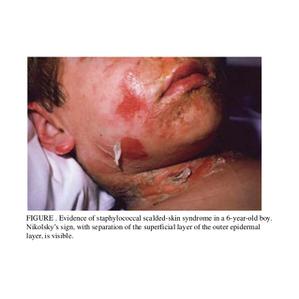 FIGURE . Evidence of staphylococcal scalded-skin syndrome in a 6-year-old boy.
Nikolsky's sign, with separation of the superficial layer of the outer epidermal
layer, is visible.